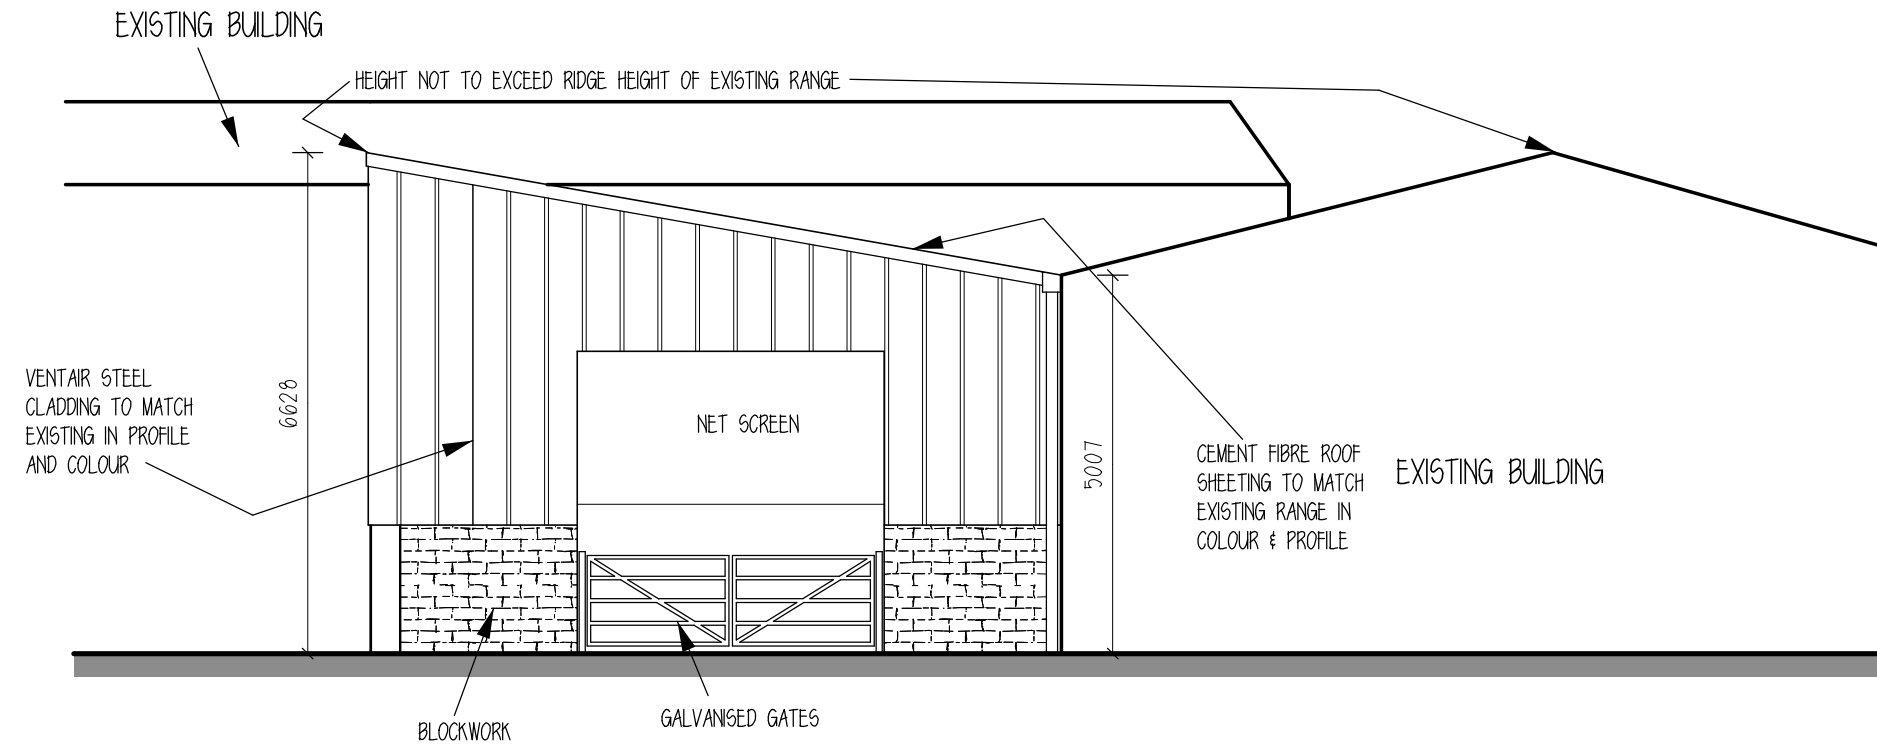 EXISTING BUILDING
HEIGHT NOT TO EXCEED RIDGE HEIGHT OF EXISTING RANGE
VENTAIR STEEL
CLADDING TO MATCH
EXISTING IN PROFILE
AND COLOUR
6628
NET SCREEN
5007
CEMENT FIBRE ROOF
SHEETING TO MATCH
EXISTING RANGE IN
COLOUR & PROFILE
EXISTING BUILDING
BLOCKWORK
GALVANISED GATES